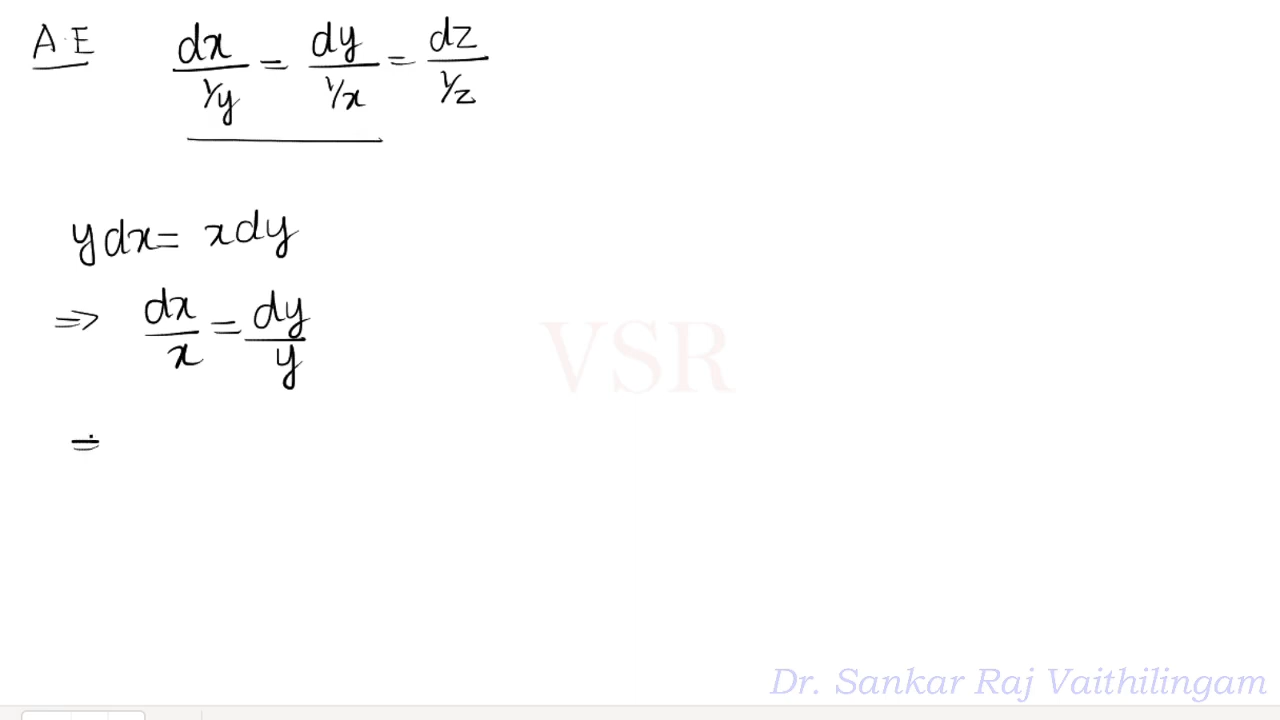 A.E dx/(1/y) = dy/(1/x) = dz/(1/z)
y dx = x dy
⇒ dx/x = dy/y
=
VSR
Dr. Sankar Raj Vaithilingam